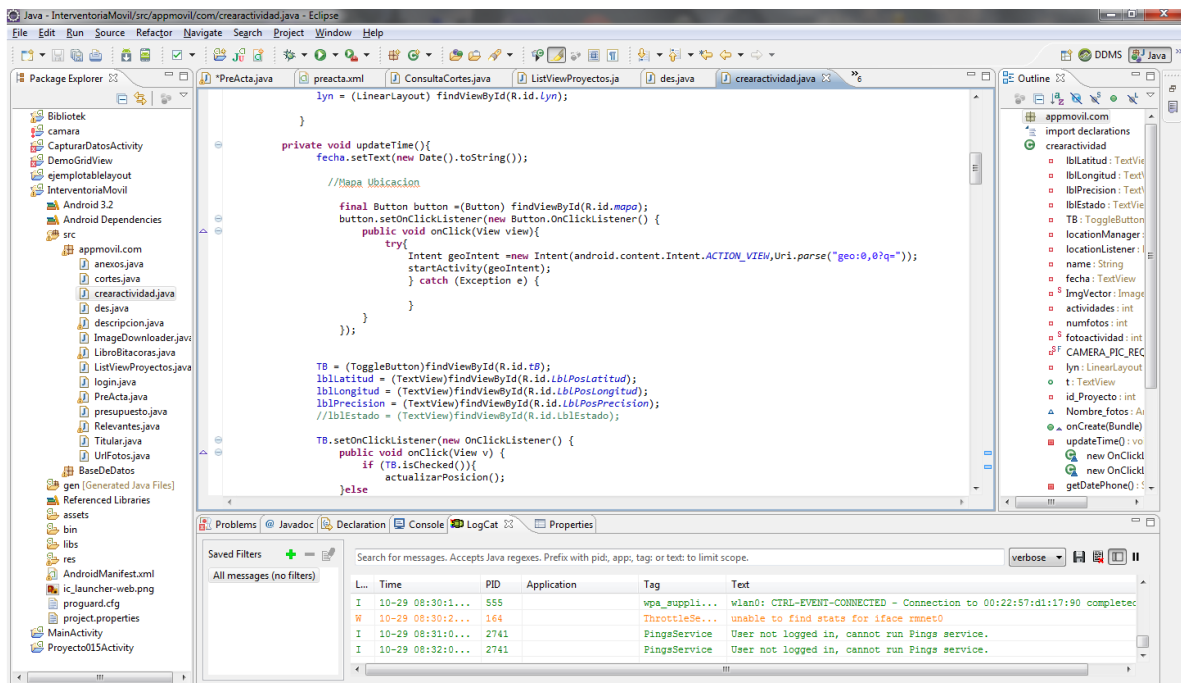 Java - InterventoriaMovil/src/appmovil/com/crearactividad.java - Eclipse
File Edit Run Source Refactor Navigate Search Project Window Help
DDMS Java
Package Explorer
Bibliotek
camara
CapturarDatosActivity
DemoGridView
ejemplotablelayout
InterventoriaMovil
Android 3.2
Android Dependencies
src
appmovil.com
anexos.java
cortes.java
crearactividad.java
des.java
descripcion.java
ImageDownloader.java
LibroBitacoras.java
ListViewProyectos.java
login.java
PreActa.java
presupuesto.java
Relevantes.java
Titular.java
UrlFotos.java
BaseDeDatos
gen [Generated Java Files]
Referenced Libraries
assets
bin
libs
res
AndroidManifest.xml
ic_launcher-web.png
proguard.cfg
project.properties
MainActivity
Proyecto015Activity
*PreActa.java preacta.xml ConsultaCortes.java ListViewProyectos.ja des.java crearactividad.java »6
lyn = (LinearLayout) findViewById(R.id.lyn);
}
private void updateTime(){
fecha.setText(new Date().toString());
//Mapa Ubicacion
final Button button =(Button) findViewById(R.id.mapa);
button.setOnClickListener(new Button.OnClickListener() {
public void onClick(View view){
try{
Intent geoIntent =new Intent(android.content.Intent.ACTION_VIEW,Uri.parse("geo:0,0?q="));
startActivity(geoIntent);
} catch (Exception e) {
}
}
});
TB = (ToggleButton)findViewById(R.id.tB);
lblLatitud = (TextView)findViewById(R.id.LblPosLatitud);
lblLongitud = (TextView)findViewById(R.id.LblPosLongitud);
lblPrecision = (TextView)findViewById(R.id.LblPosPrecision);
//lblEstado = (TextView)findViewById(R.id.LblEstado);
TB.setOnClickListener(new OnClickListener() {
public void onClick(View v) {
if (TB.isChecked()){
actualizarPosicion();
}else
Outline
appmovil.com
import declarations
crearactividad
lblLatitud : TextVie
lblLongitud : Text
lblPrecision : Text
lblEstado : TextVie
TB : ToggleButton
locationManager :
locationListener :
name : String
fecha : TextView
ImgVector : Image
actividades : int
numfotos : int
fotoactividad : int
CAMERA_PIC_REQ
lyn : LinearLayout
t : TextView
id_Proyecto : int
Nombre_fotos :
onCreate(Bundle)
updateTime() : vo
new OnClickL
new OnClickL
getDatePhone() :
Problems Javadoc Declaration Console LogCat Properties
Saved Filters
All messages (no filters)
Search for messages. Accepts Java regexes. Prefix with pid:, app:, tag: or text: to limit scope.
verbose
L... Time PID Application Tag Text
I 10-29 08:30:1... 555 wpa_suppli... wlan0: CTRL-EVENT-CONNECTED - Connection to 00:22:57:d1:17:90 completed
W 10-29 08:30:2... 164 ThrottleSe... unable to find stats for iface rmnet0
I 10-29 08:31:0... 2741 PingsService User not logged in, cannot run Pings service.
I 10-29 08:32:0... 2741 PingsService User not logged in, cannot run Pings service.